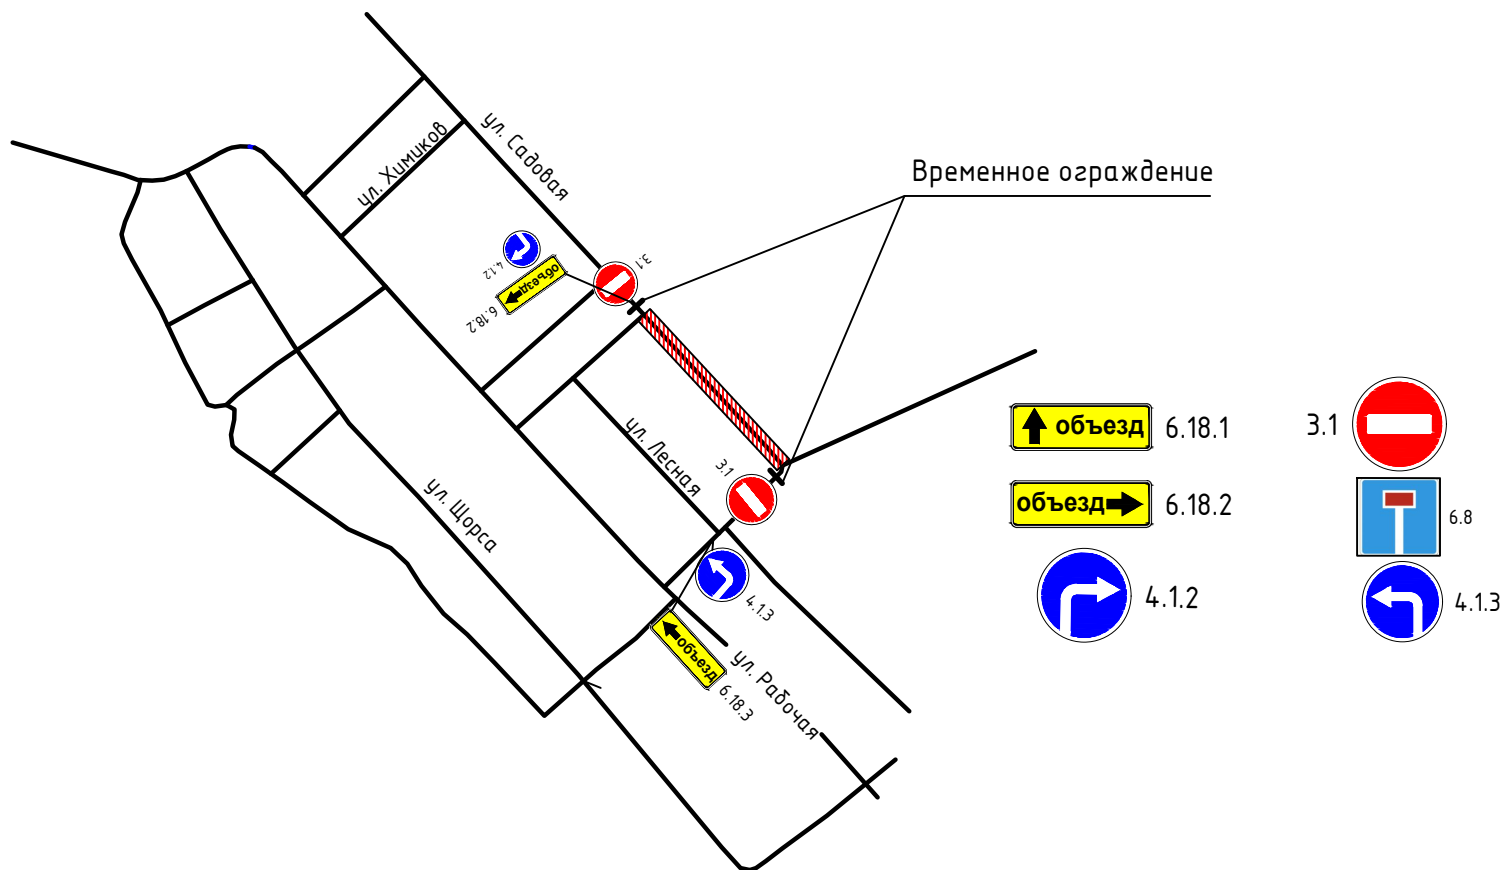 ул. Садовая
ул. Химиков
Временное ограждение
4.1.2
объезд
6.18.2
3.1
ул. Лесная
3.1
ул. Щорса
4.1.3
объезд
6.18.3
ул. Рабочая
объезд 6.18.1
объезд 6.18.2
4.1.2
3.1
6.8
4.1.3